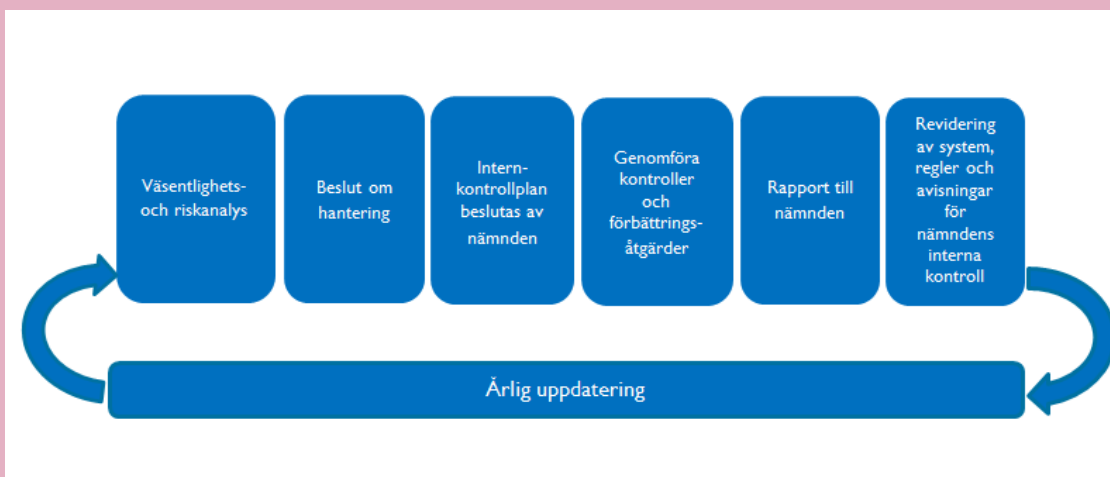 Väsentlighets-
och riskanalys
Beslut om
hantering
Intern-
kontrollplan
beslutas av
nämnden
Genomföra
kontroller
och
förbättrings-
åtgärder
Rapport till
nämnden
Revidering
av system,
regler och
avisningar
för
nämndens
interna
kontroll
Årlig uppdatering